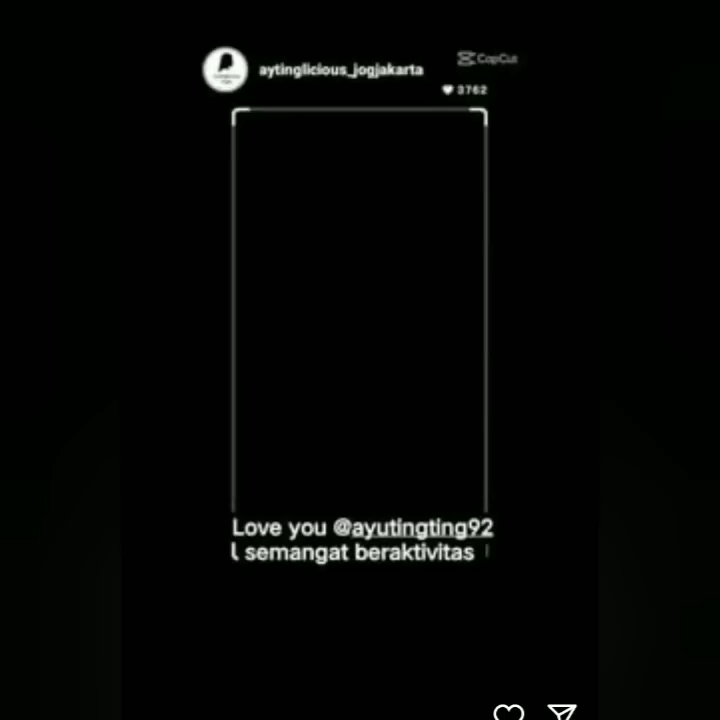 aytinglicious_jogjakarta
CapCut
3762
Love you @ayutingting92
l semangat beraktivitas